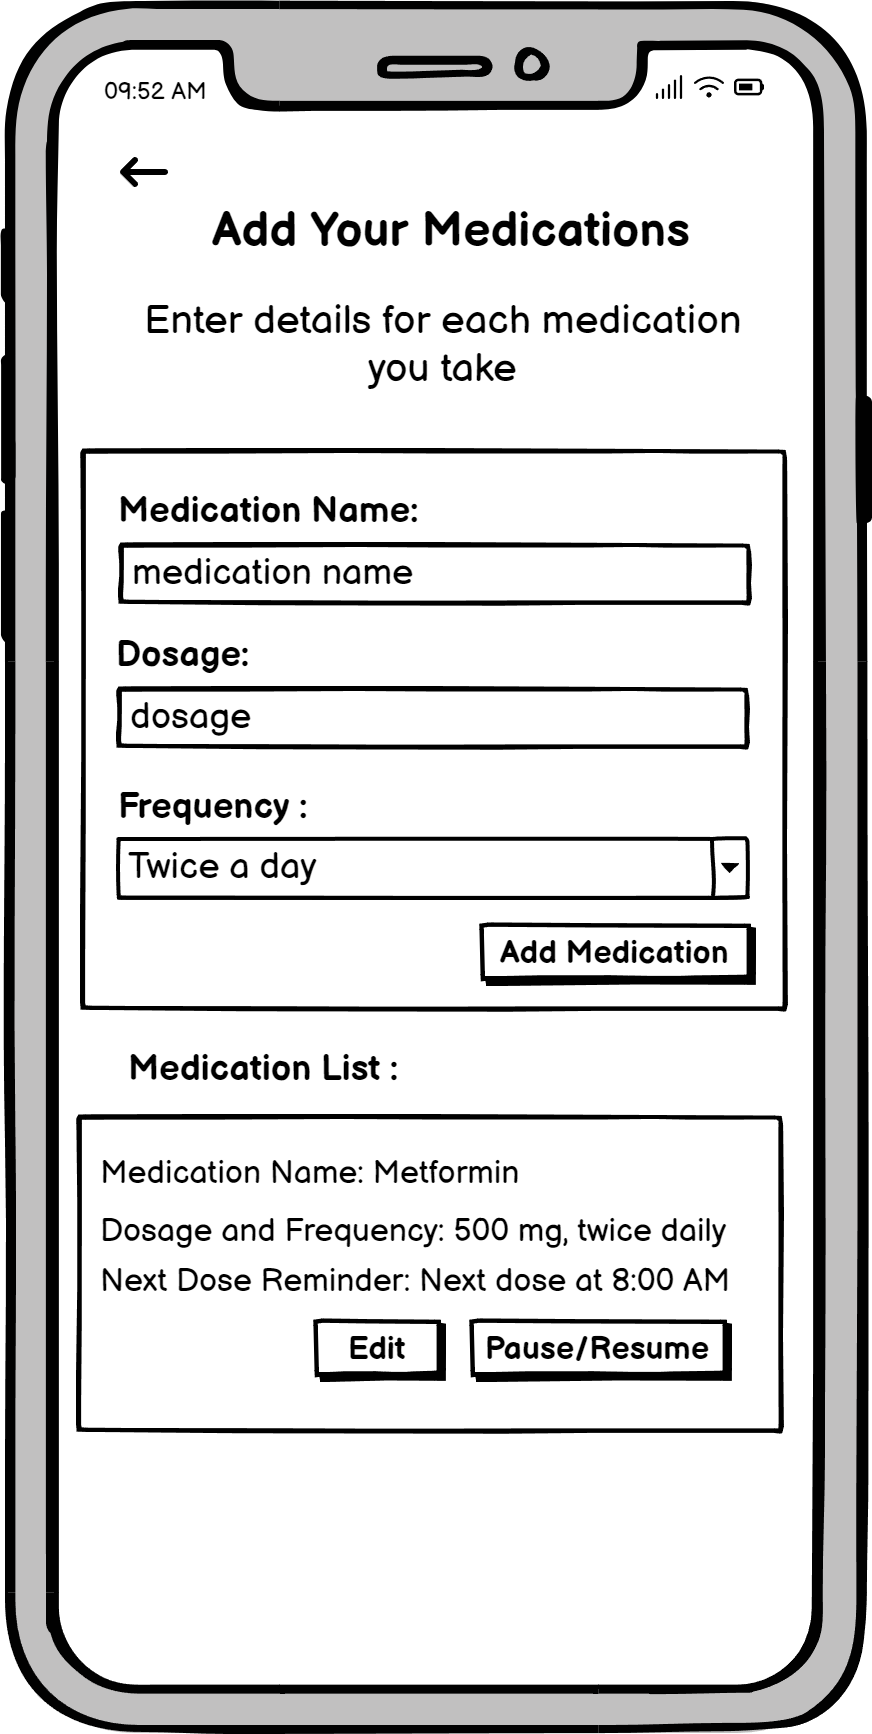 09:52 AM
Add Your Medications
Enter details for each medication
you take
Medication Name:
medication name
Dosage:
dosage
Frequency :
Twice a day
Add Medication
Medication List :
Medication Name: Metformin
Dosage and Frequency: 500 mg, twice daily
Next Dose Reminder: Next dose at 8:00 AM
Edit Pause/Resume